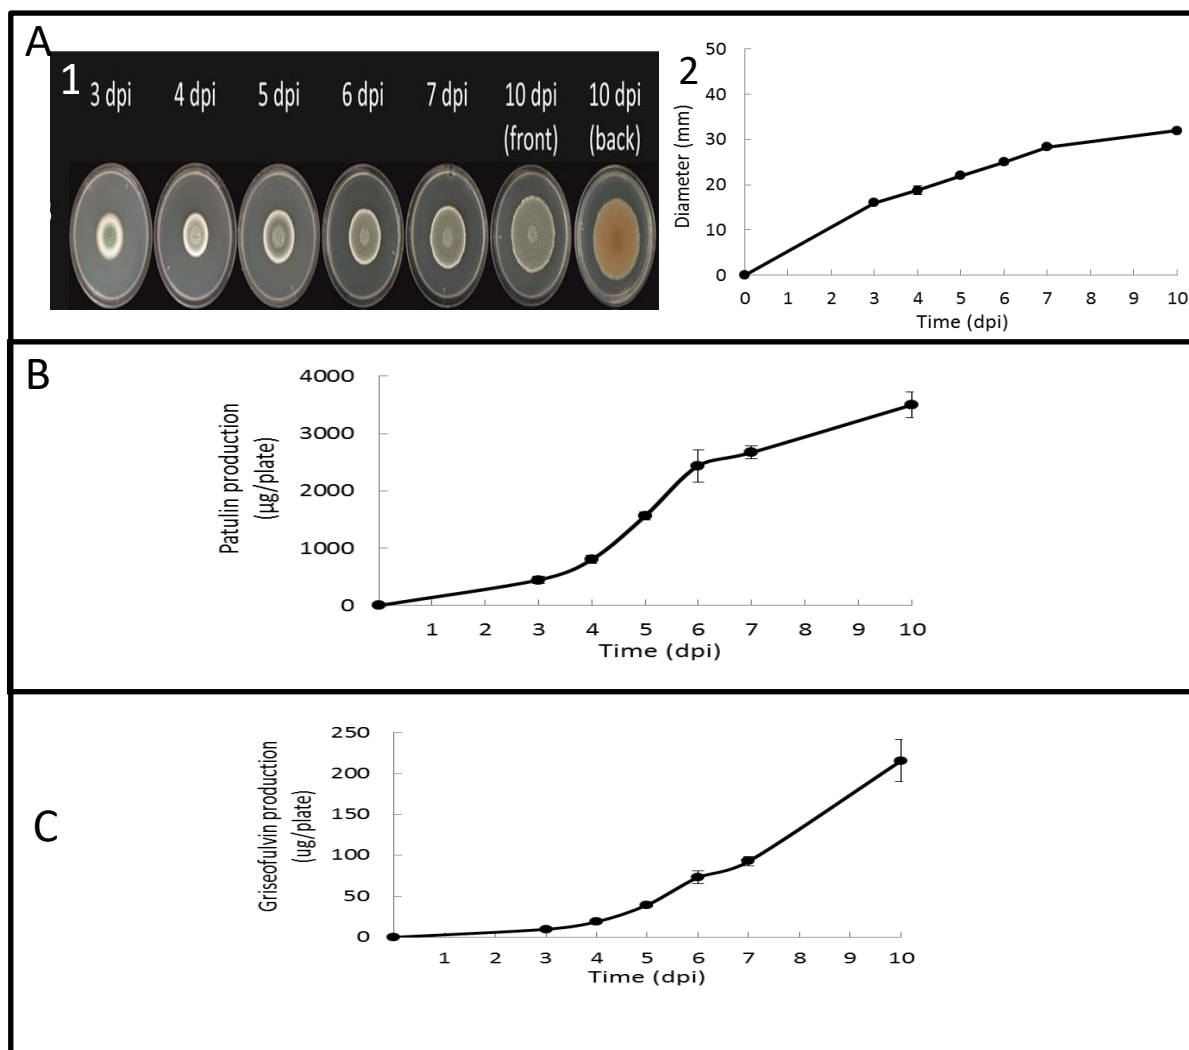 A
1
3 dpi 4 dpi 5 dpi 6 dpi 7 dpi 10 dpi 10 dpi
(front) (back)
2
50
40
30
20
10
0
Diameter (mm)
0 1 2 3 4 5 6 7 8 9 10
Time (dpi)
B
Patulin production
(µg/plate)
4000
3000
2000
1000
0
1 2 3 4 5 6 7 8 9 10
Time (dpi)
C
Griseofulvin production
(ug/plate)
250
200
150
100
50
0
1 2 3 4 5 6 7 8 9 10
Time (dpi)